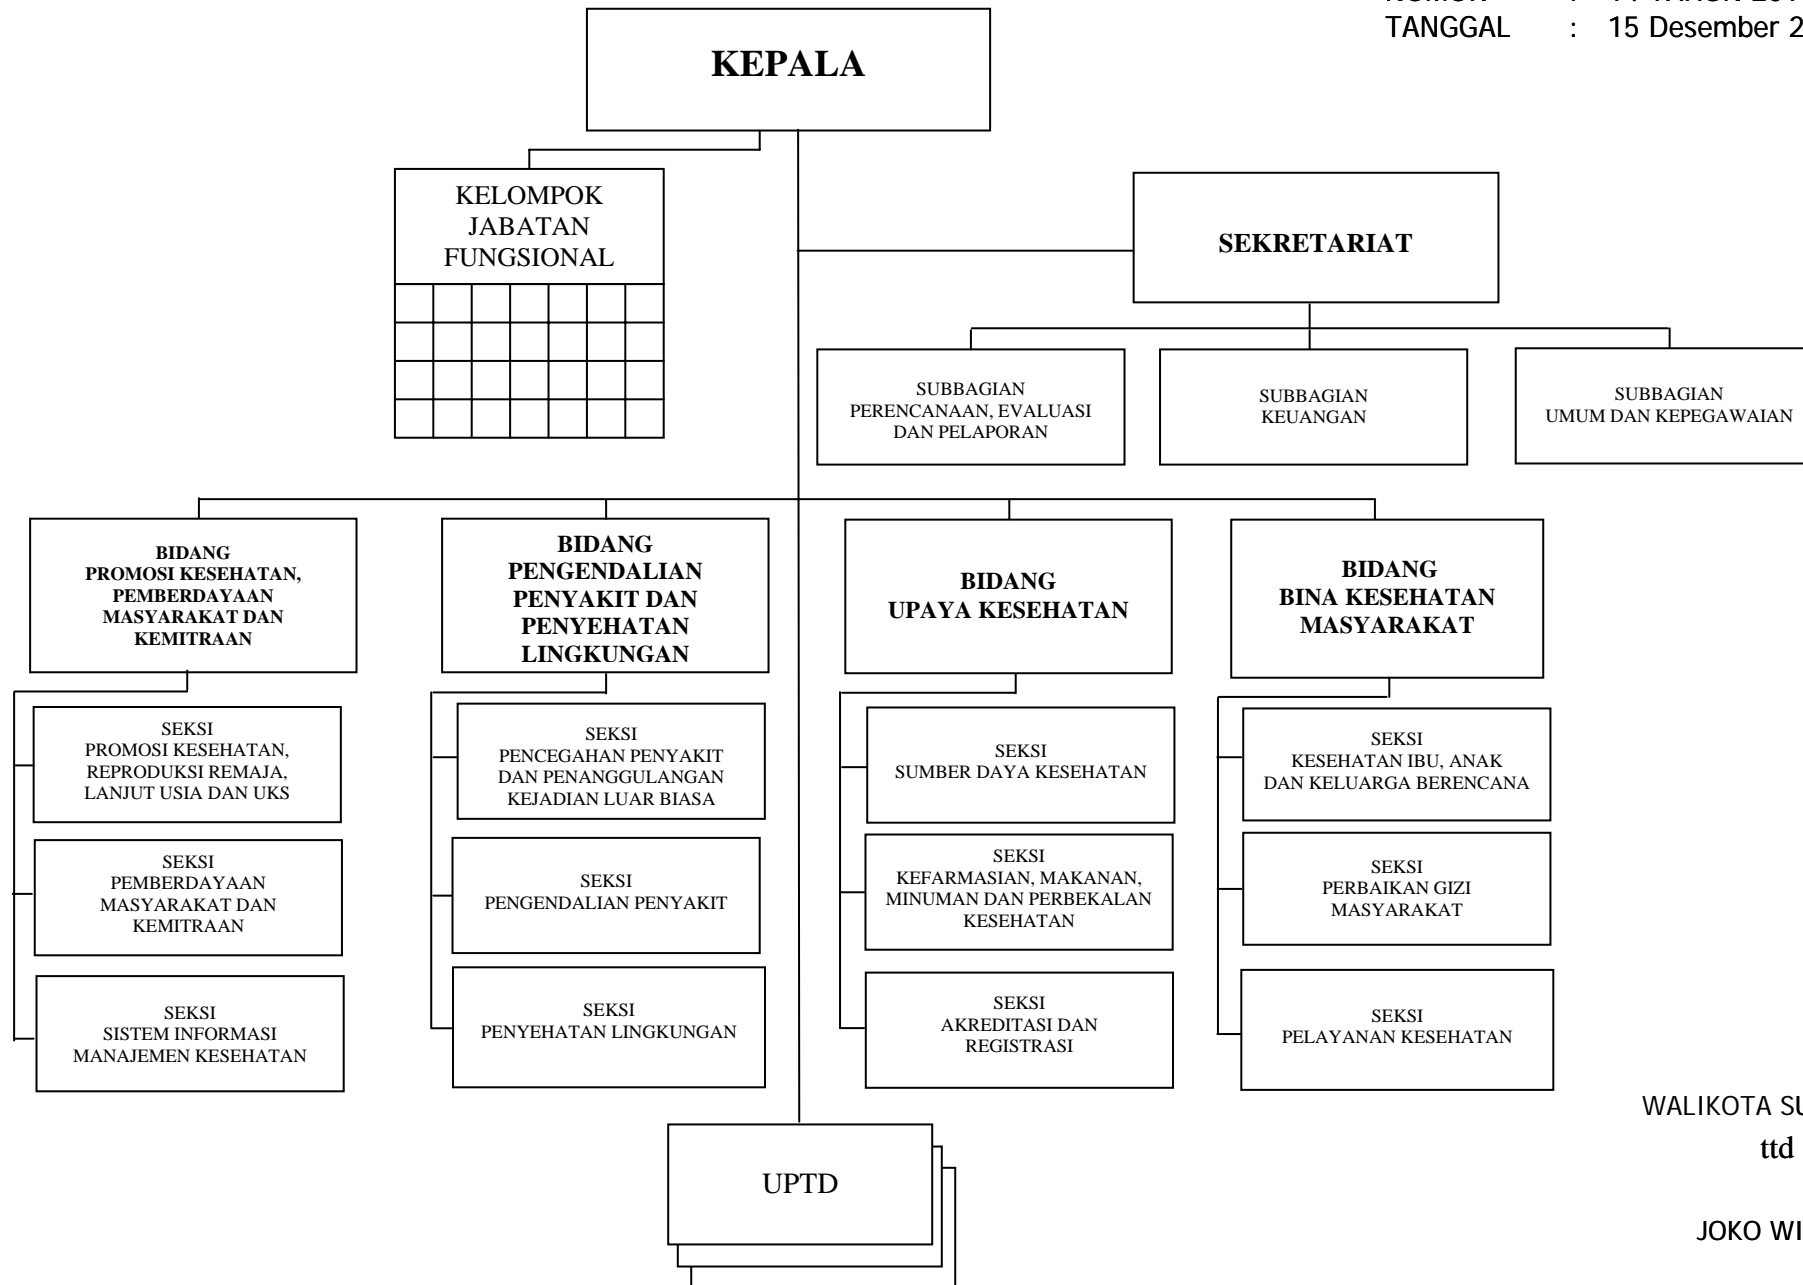 TANGGAL : 15 Desember 2
KEPALA
KELOMPOK
JABATAN
FUNGSIONAL
SEKRETARIAT
SUBBAGIAN
PERENCANAAN, EVALUASI
DAN PELAPORAN
SUBBAGIAN
KEUANGAN
SUBBAGIAN
UMUM DAN KEPEGAWAIAN
BIDANG
PROMOSI KESEHATAN,
PEMBERDAYAAN
MASYARAKAT DAN
KEMITRAAN
BIDANG
PENGENDALIAN
PENYAKIT DAN
PENYEHATAN
LINGKUNGAN
BIDANG
UPAYA KESEHATAN
BIDANG
BINA KESEHATAN
MASYARAKAT
SEKSI
PROMOSI KESEHATAN,
REPRODUKSI REMAJA,
LANJUT USIA DAN UKS
SEKSI
PEMBERDAYAAN
MASYARAKAT DAN
KEMITRAAN
SEKSI
SISTEM INFORMASI
MANAJEMEN KESEHATAN
SEKSI
PENCEGAHAN PENYAKIT
DAN PENANGGULANGAN
KEJADIAN LUAR BIASA
SEKSI
PENGENDALIAN PENYAKIT
SEKSI
PENYEHATAN LINGKUNGAN
SEKSI
SUMBER DAYA KESEHATAN
SEKSI
KEFARMASIAN, MAKANAN,
MINUMAN DAN PERBEKALAN
KESEHATAN
SEKSI
AKREDITASI DAN
REGISTRASI
SEKSI
KESEHATAN IBU, ANAK
DAN KELUARGA BERENCANA
SEKSI
PERBAIKAN GIZI
MASYARAKAT
SEKSI
PELAYANAN KESEHATAN
UPTD
WALIKOTA SU
ttd
JOKO WI